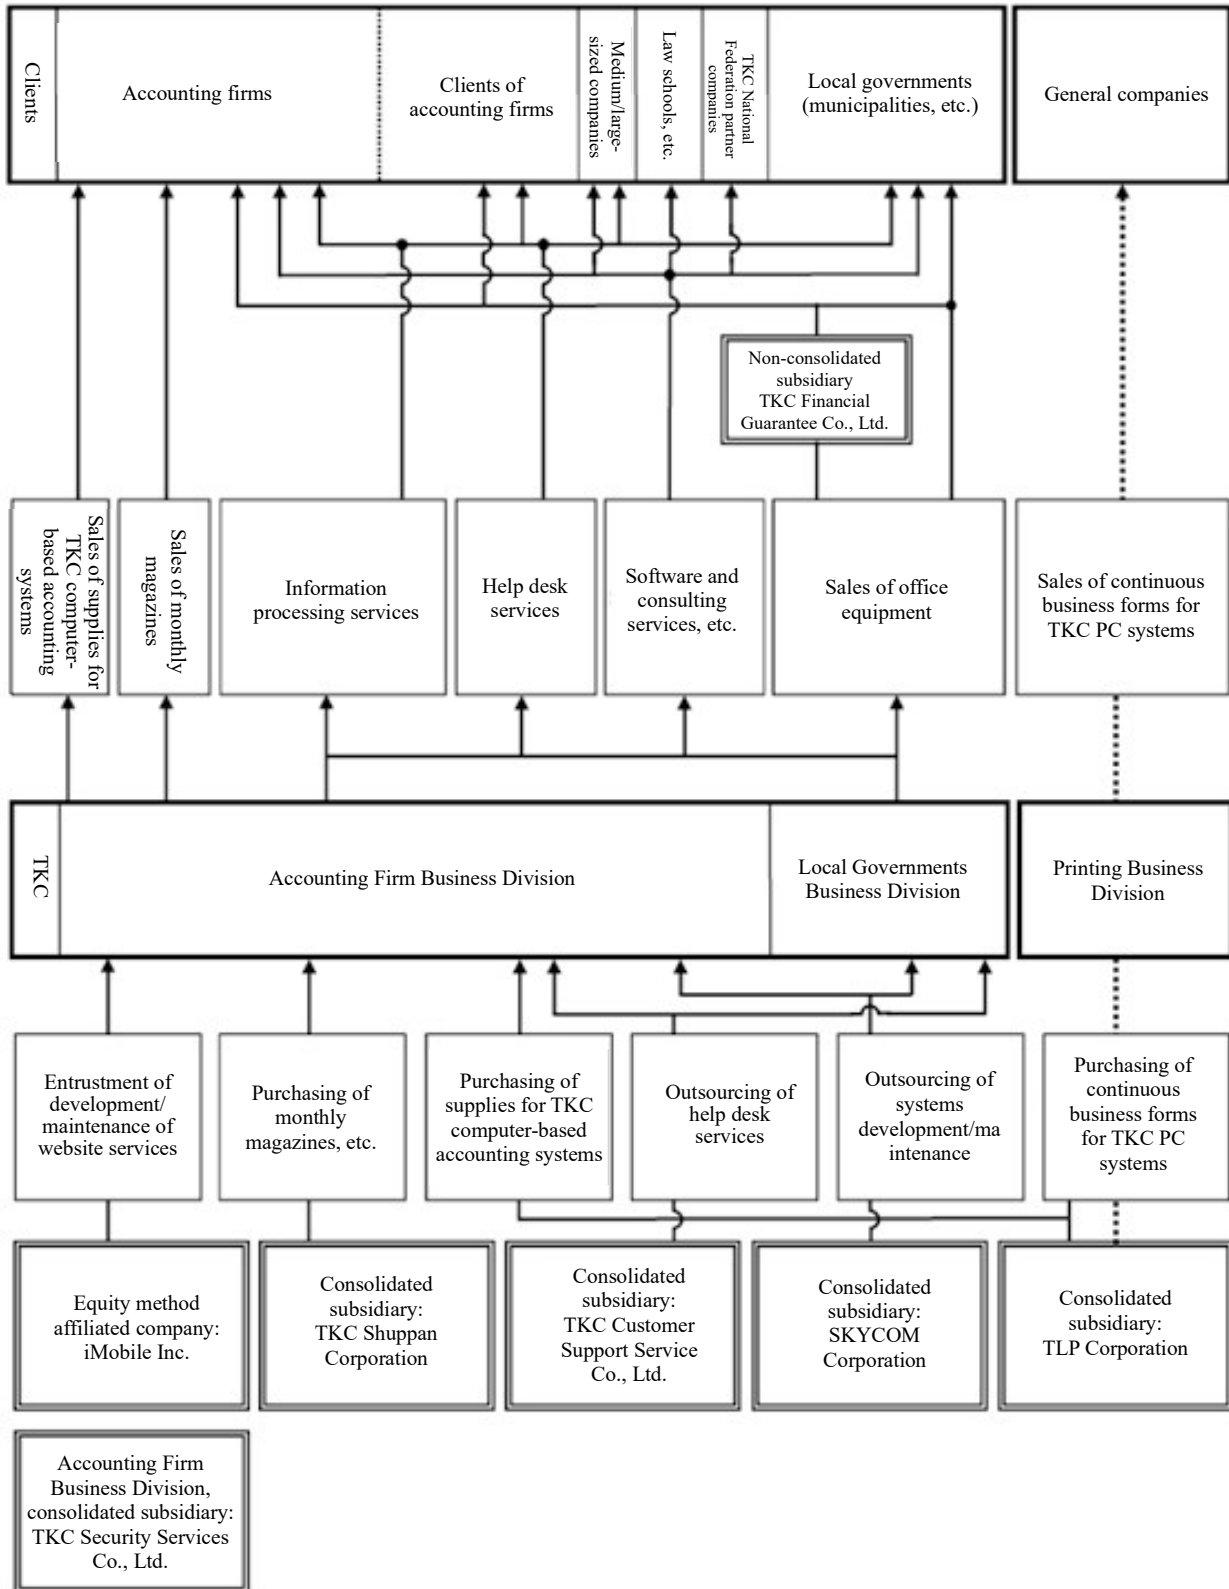 Clients
Accounting firms
Clients of
accounting firms
Medium/large-
sized companies
Law schools, etc.
TKC National
Federation partner
companies
Local governments
(municipalities, etc.)
General companies
Non-consolidated
subsidiary
TKC Financial
Guarantee Co., Ltd.
Sales of supplies for
TKC computer-
based accounting
systems
Sales of monthly
magazines
Information
processing services
Help desk
services
Software and
consulting
services, etc.
Sales of office
equipment
Sales of continuous
business forms for
TKC PC systems
TKC
Accounting Firm Business Division
Local Governments
Business Division
Printing Business
Division
Entrustment of
development/
maintenance of
website services
Purchasing of
monthly
magazines, etc.
Purchasing of
supplies for TKC
computer-based
accounting systems
Outsourcing of
help desk
services
Outsourcing of
systems
development/ma
intenance
Purchasing of
continuous
business forms
for TKC PC
systems
Equity method
affiliated company:
iMobile Inc.
Consolidated
subsidiary:
TKC Shuppan
Corporation
Consolidated
subsidiary:
TKC Customer
Support Service
Co., Ltd.
Consolidated
subsidiary:
SKYCOM
Corporation
Consolidated
subsidiary:
TLP Corporation
Accounting Firm
Business Division,
consolidated subsidiary:
TKC Security Services
Co., Ltd.